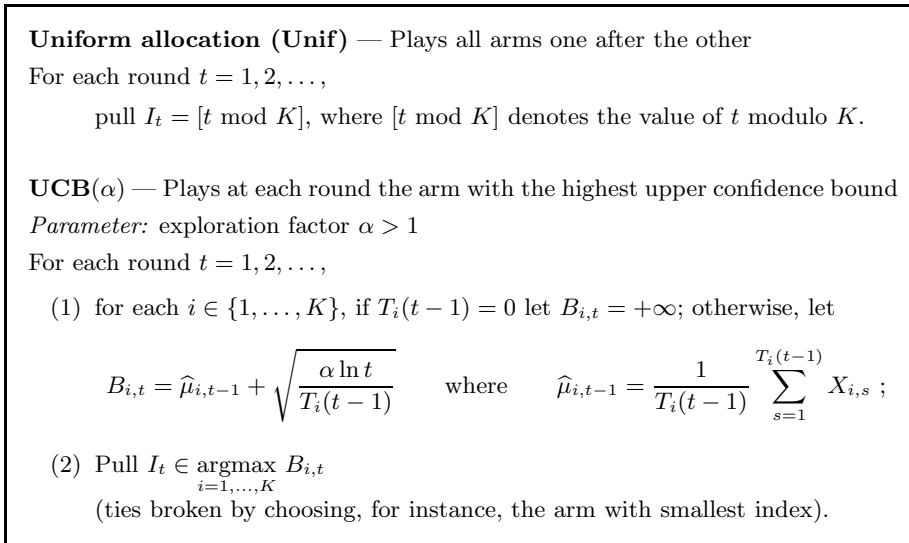 Uniform allocation (Unif) — Plays all arms one after the other
For each round t = 1, 2, . . . ,
pull I_t = [t mod K], where [t mod K] denotes the value of t modulo K.
UCB(α) — Plays at each round the arm with the highest upper confidence bound
Parameter: exploration factor α > 1
For each round t = 1, 2, . . . ,
(1) for each i ∈ {1, . . . , K}, if T_i(t − 1) = 0 let B_{i,t} = +∞; otherwise, let
B_{i,t} = \widehat{μ}_{i,t−1} + \sqrt{\frac{α ln t}{T_i(t − 1)}} where \widehat{μ}_{i,t−1} = \frac{1}{T_i(t − 1)} \sum_{s=1}^{T_i(t−1)} X_{i,s} ;
(2) Pull I_t ∈ argmax_{i=1,...,K} B_{i,t}
(ties broken by choosing, for instance, the arm with smallest index).